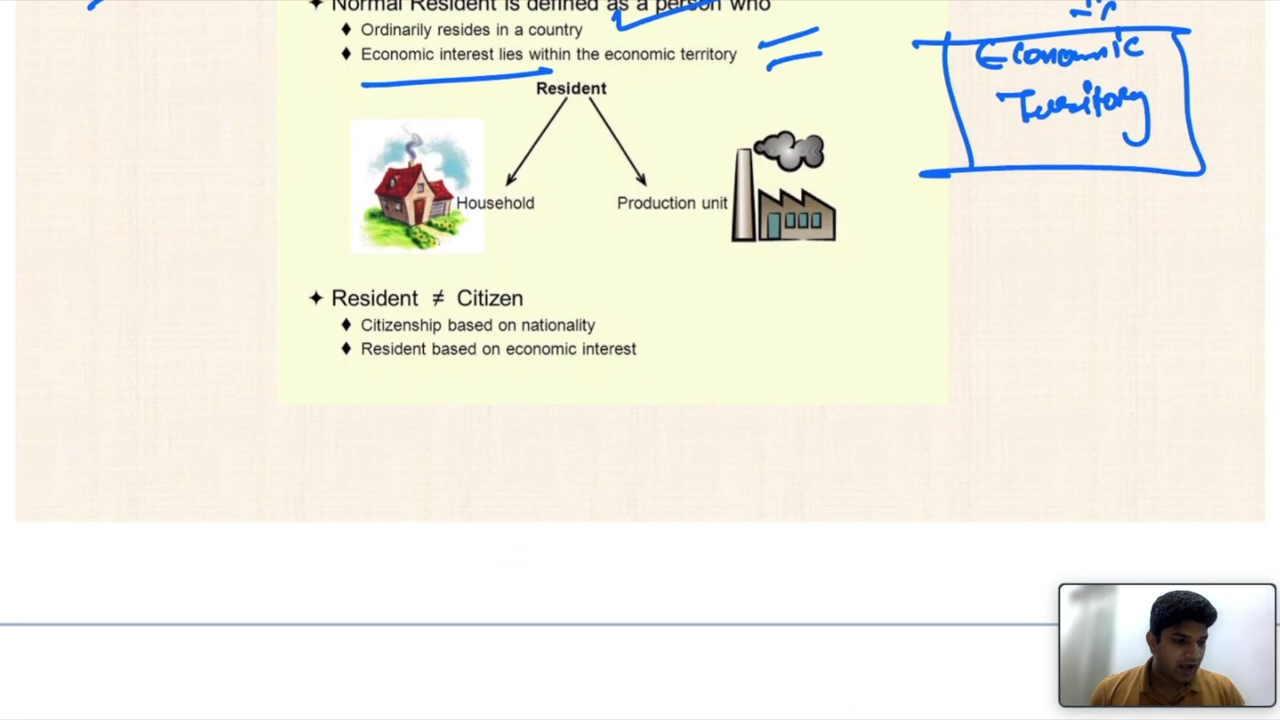 ✦ Normal Resident is defined as a person who
♦ Ordinarily resides in a country
♦ Economic interest lies within the economic territory
Resident
Household
Production unit
✦ Resident ≠ Citizen
♦ Citizenship based on nationality
♦ Resident based on economic interest
Economic
Territory